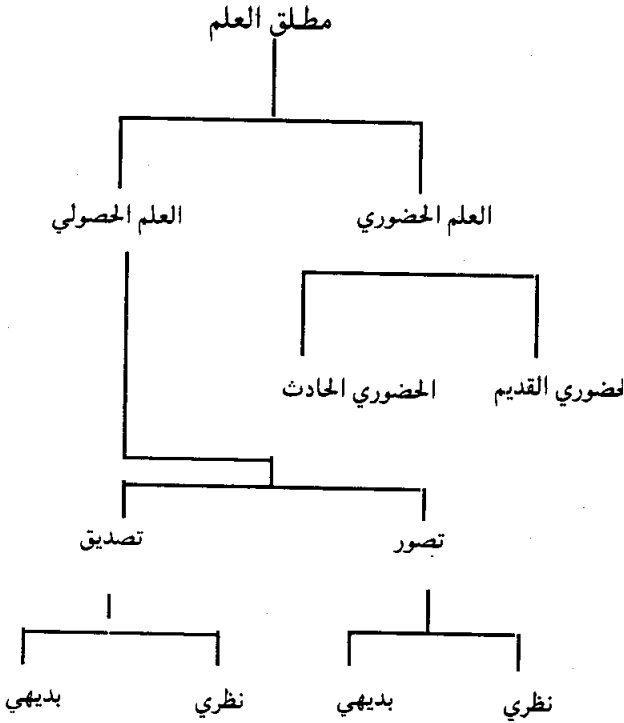 مطلق العلم
العلم الحضوري العلم الحصولي
لحضوري القديم الحضوري الحادث
تصور تصديق
نظري بديهي نظري بديهي